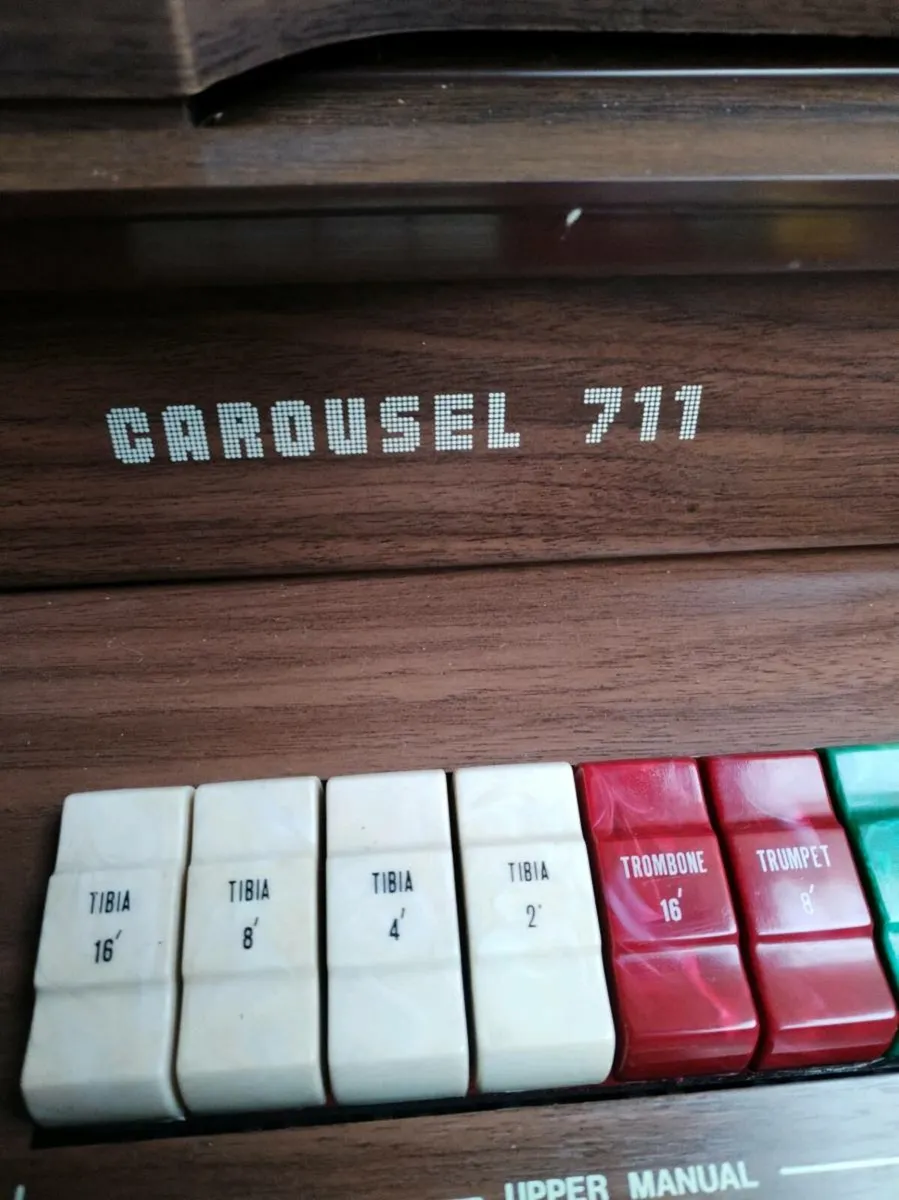 CAROUSEL 711
TIBIA
16′
TIBIA
8′
TIBIA
4′
TIBIA
2′
TROMBONE
16′
TRUMPET
8′
UPPER MANUAL